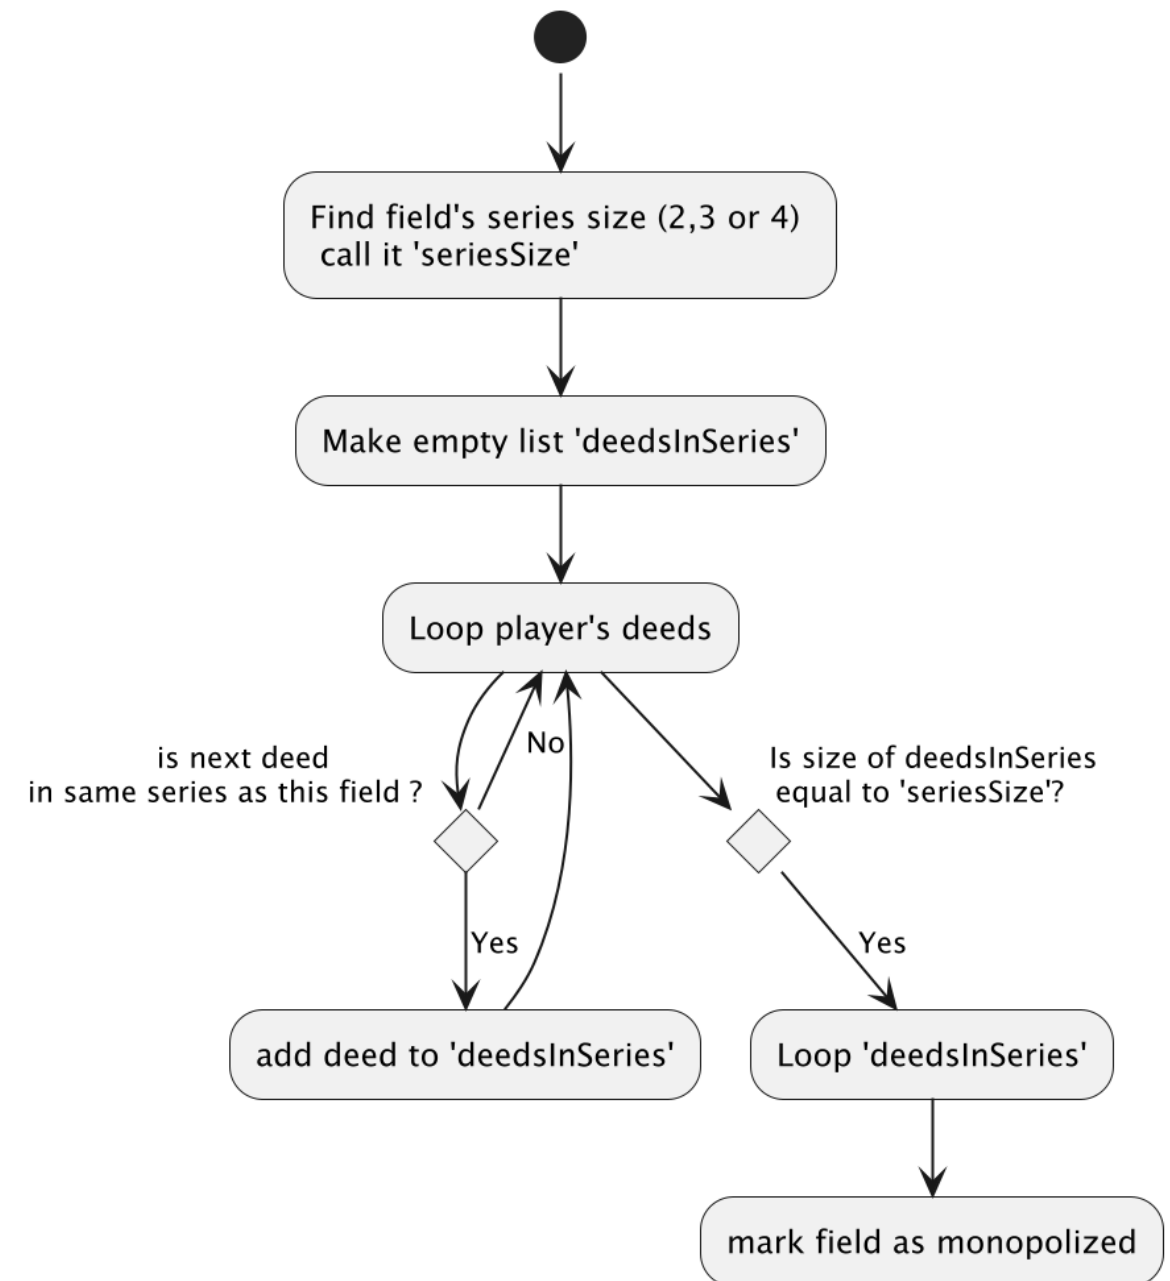 Find field's series size (2,3 or 4)
call it 'seriesSize'
Make empty list 'deedsInSeries'
Loop player's deeds
No
is next deed
in same series as this field ?
Is size of deedsInSeries
equal to 'seriesSize'?
Yes
Yes
add deed to 'deedsInSeries'
Loop 'deedsInSeries'
mark field as monopolized